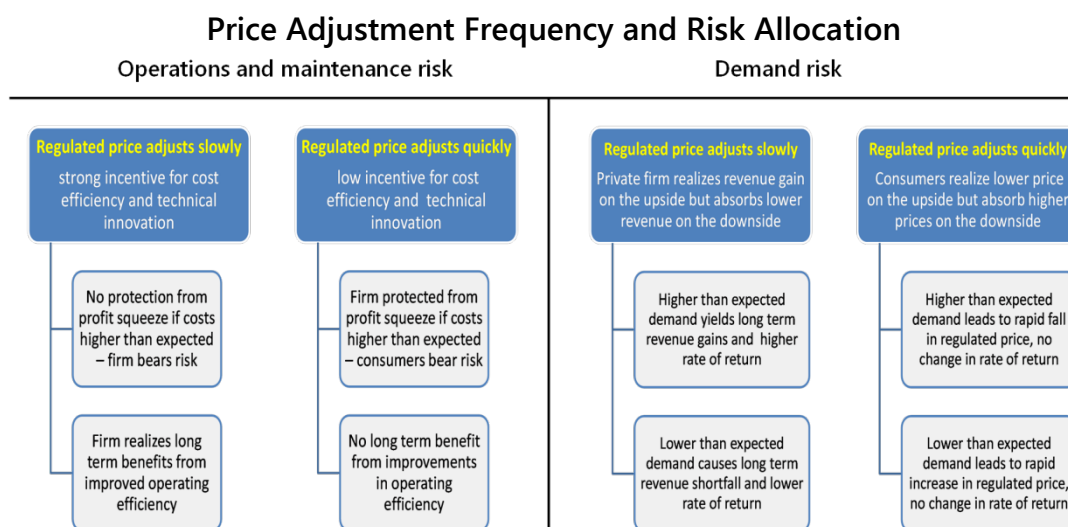 Price Adjustment Frequency and Risk Allocation
Operations and maintenance risk
Demand risk
Regulated price adjusts slowly
strong incentive for cost
efficiency and technical
innovation
No protection from
profit squeeze if costs
higher than expected
– firm bears risk
Firm realizes long
term benefits from
improved operating
efficiency
Regulated price adjusts quickly
low incentive for cost
efficiency and technical
innovation
Firm protected from
profit squeeze if costs
higher than expected
– consumers bear risk
No long term benefit
from improvements
in operating
efficiency
Regulated price adjusts slowly
Private firm realizes revenue gain
on the upside but absorbs lower
revenue on the downside
Higher than expected
demand yields long term
revenue gains and higher
rate of return
Lower than expected
demand causes long term
revenue shortfall and lower
rate of return
Regulated price adjusts quickly
Consumers realize lower price
on the upside but absorb higher
prices on the downside
Higher than expected
demand leads to rapid fall
in regulated price, no
change in rate of return
Lower than expected
demand leads to rapid
increase in regulated price,
no change in rate of return